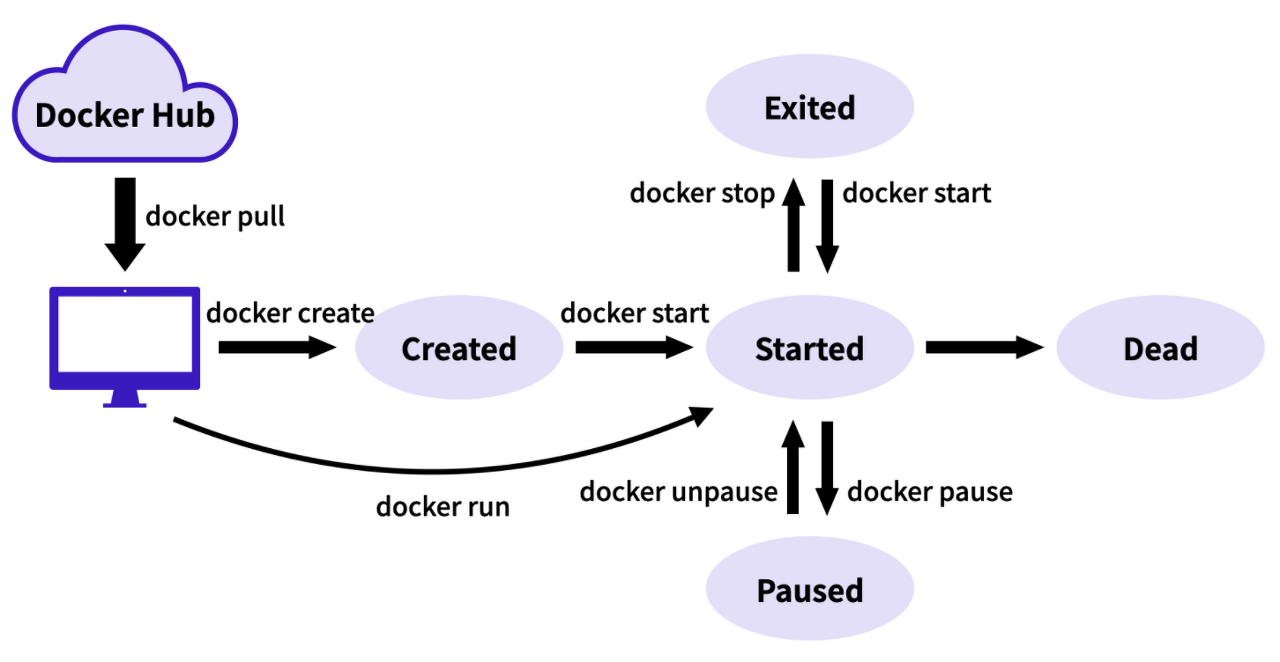 Docker Hub
docker pull
Exited
docker stop
docker start
docker create
Created
docker start
Started
Dead
docker run
docker unpause
docker pause
Paused